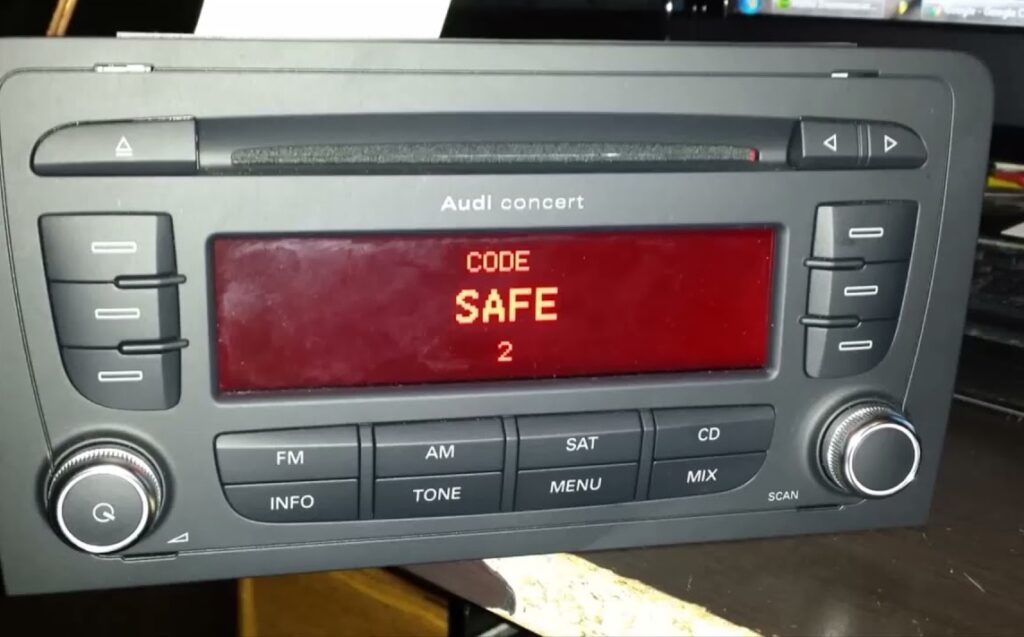 Audi concert
CODE
SAFE
2
FM AM SAT CD
INFO TONE MENU MIX
SCAN